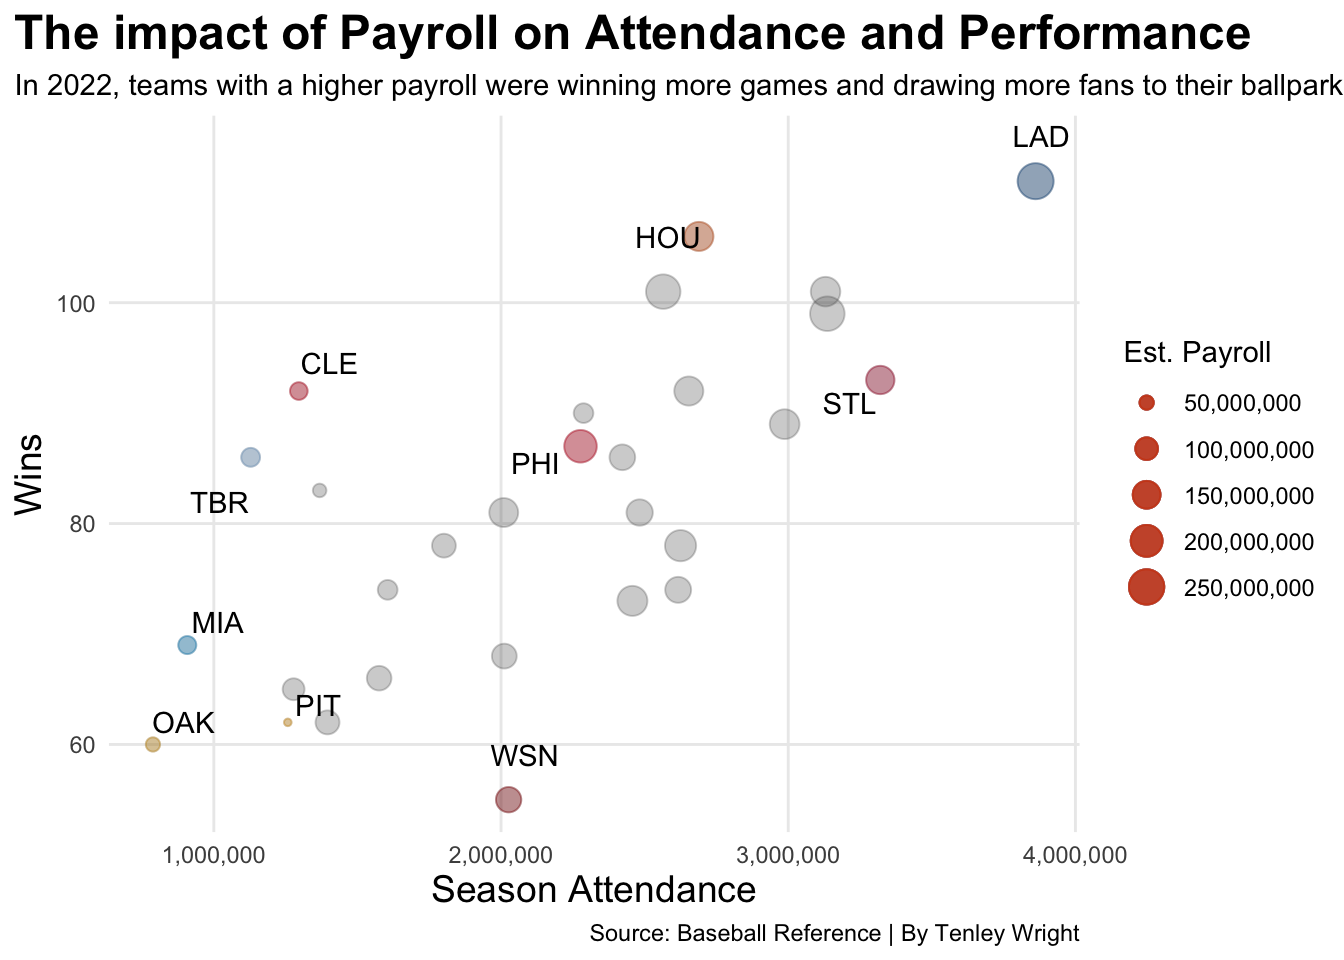 The impact of Payroll on Attendance and Performance
In 2022, teams with a higher payroll were winning more games and drawing more fans to their ballpark
LAD
HOU
100
CLE
STL
PHI
TBR
80
MIA
PIT
OAK
60
WSN
Wins
1,000,000
2,000,000
3,000,000
4,000,000
Season Attendance
Est. Payroll
50,000,000
100,000,000
150,000,000
200,000,000
250,000,000
Source: Baseball Reference | By Tenley Wright